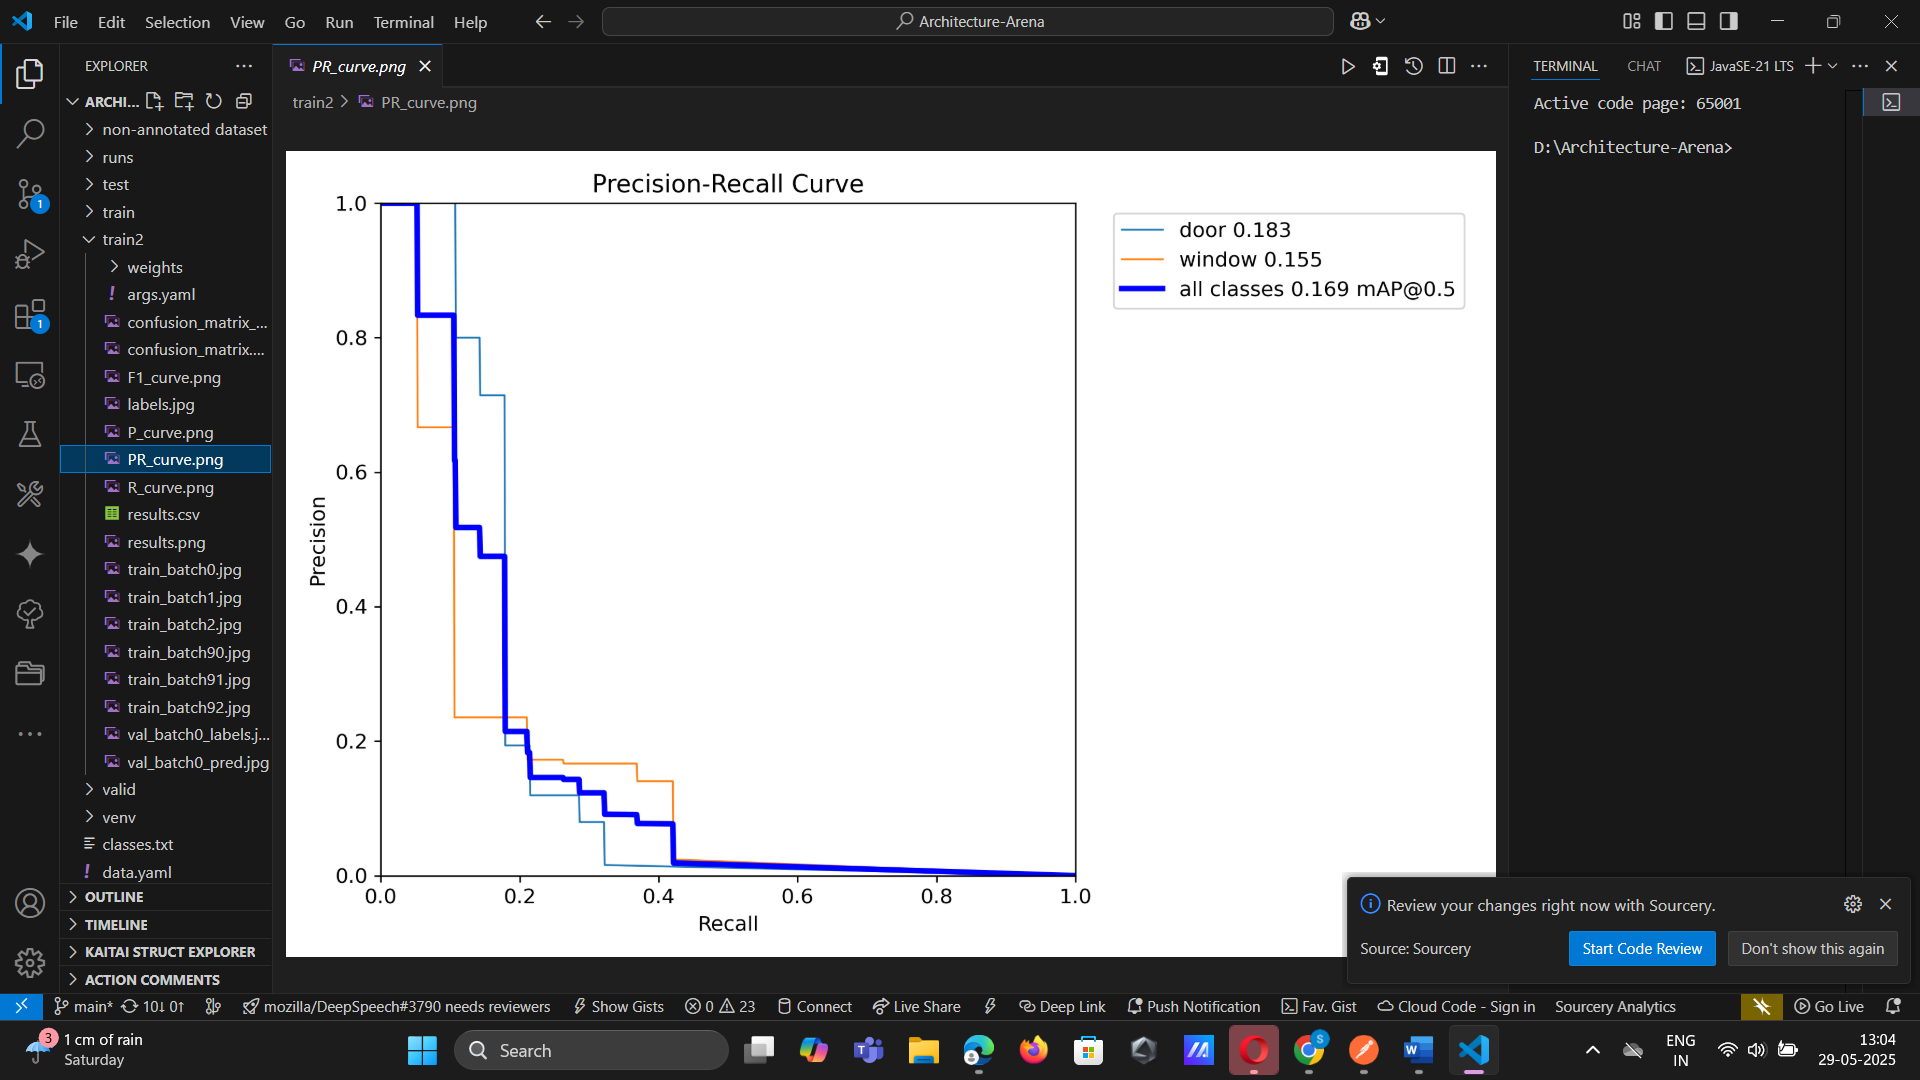 File Edit Selection View Go Run Terminal Help
Architecture-Arena
EXPLORER
ARCHI...
non-annotated dataset
runs
test
train
train2
weights
! args.yaml
confusion_matrix_...
confusion_matrix....
F1_curve.png
labels.jpg
P_curve.png
PR_curve.png
R_curve.png
results.csv
results.png
train_batch0.jpg
train_batch1.jpg
train_batch2.jpg
train_batch90.jpg
train_batch91.jpg
train_batch92.jpg
val_batch0_labels.j...
val_batch0_pred.jpg
valid
venv
classes.txt
! data.yaml
OUTLINE
TIMELINE
KAITAI STRUCT EXPLORER
ACTION COMMENTS
1
1
PR_curve.png
train2 > PR_curve.png
Precision-Recall Curve
1.0
0.8
0.6
0.4
0.2
0.0
Precision
0.0 0.2 0.4 0.6 0.8 1.0
Recall
door 0.183
window 0.155
all classes 0.169 mAP@0.5
TERMINAL CHAT JavaSE-21 LTS
Active code page: 65001
D:\Architecture-Arena>
Review your changes right now with Sourcery.
Source: Sourcery
Start Code Review
Don't show this again
main* 10↓ 0↑ mozilla/DeepSpeech#3790 needs reviewers Show Gists 0 23 Connect Live Share Deep Link Push Notification Fav. Gist Cloud Code - Sign in Sourcery Analytics Go Live
3
1 cm of rain
Saturday
Search
S
ENG
IN
13:04
29-05-2025